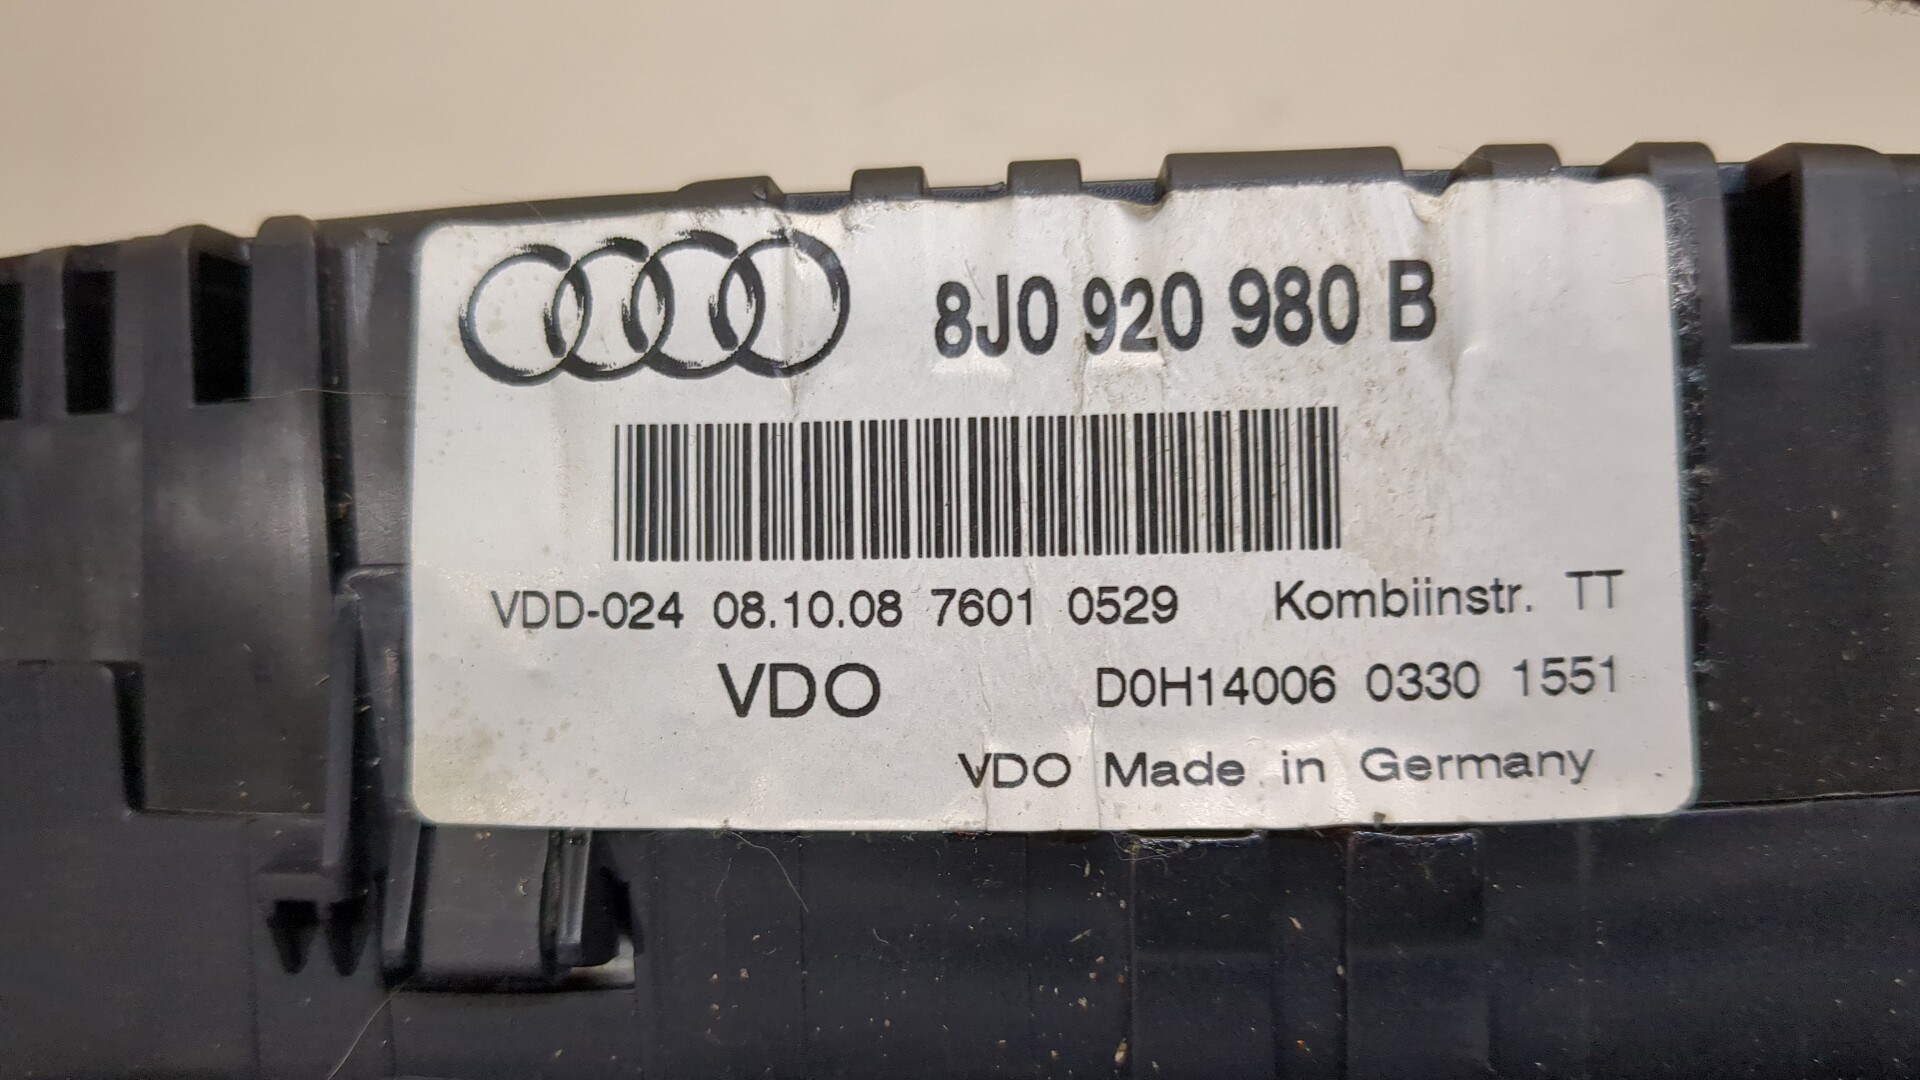 8J0 920 980 B
VDD-024 08.10.08 7601 0529 Kombiinstr. TT
VDO D0H14006 0330 1551
VDO Made in Germany